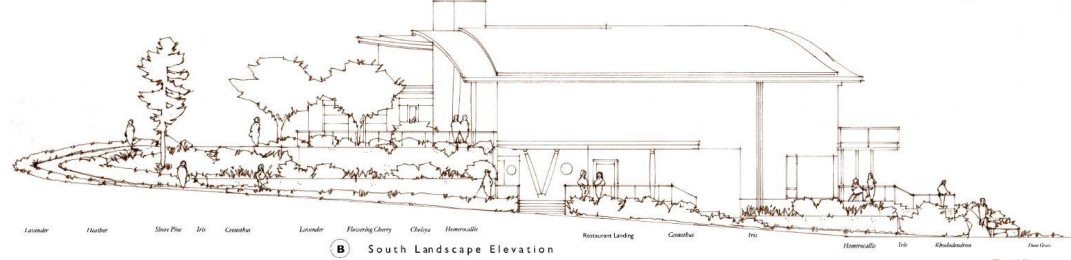 Lavender Heather Shore Pine Iris Ceanothus Lavender Flowering Cherry Choisya Hemerocallis Restaurant Landing Ceanothus Iris Hemerocallis Iris Rhododendron
B South Landscape Elevation